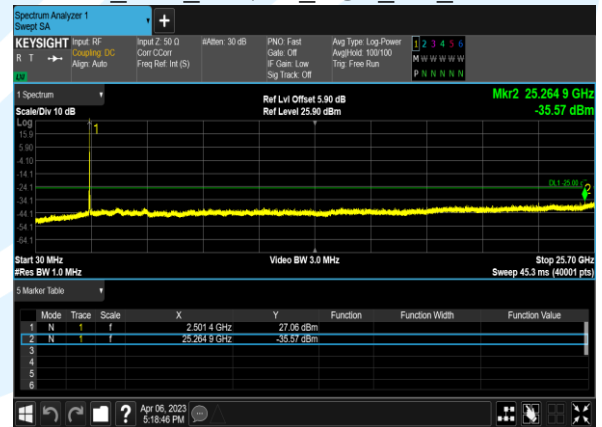 Spectrum Analyzer 1
Swept SA
+
KEYSIGHT Input: RF Input Z: 50 Ω #Atten: 30 dB PNO: Fast Avg Type: Log-Power 1 2 3 4 5 6
R T Coupling: DC Corr CCorr Gate: Off Avg|Hold: 100/100 M W W W W W
Align: Auto Freq Ref: Int (S) IF Gain: Low Trig: Free Run
Sig Track: Off P N N N N N
1 Spectrum Ref Lvl Offset 5.90 dB Mkr2 25.264 9 GHz
Scale/Div 10 dB Ref Level 25.90 dBm -35.57 dBm
Log
15.9
5.90
-4.10
-14.1
-24.1
-34.1
-44.1
-54.1
-64.1
1
DL1 -25.00
2
Start 30 MHz Video BW 3.0 MHz Stop 25.70 GHz
#Res BW 1.0 MHz Sweep 45.3 ms (40001 pts)
5 Marker Table
Mode Trace Scale X Y Function Function Width Function Value
1 N 1 f 2.501 4 GHz 27.06 dBm
2 N 1 f 25.264 9 GHz -35.57 dBm
3
4
5
6
? Apr 06, 2023
5:18:46 PM